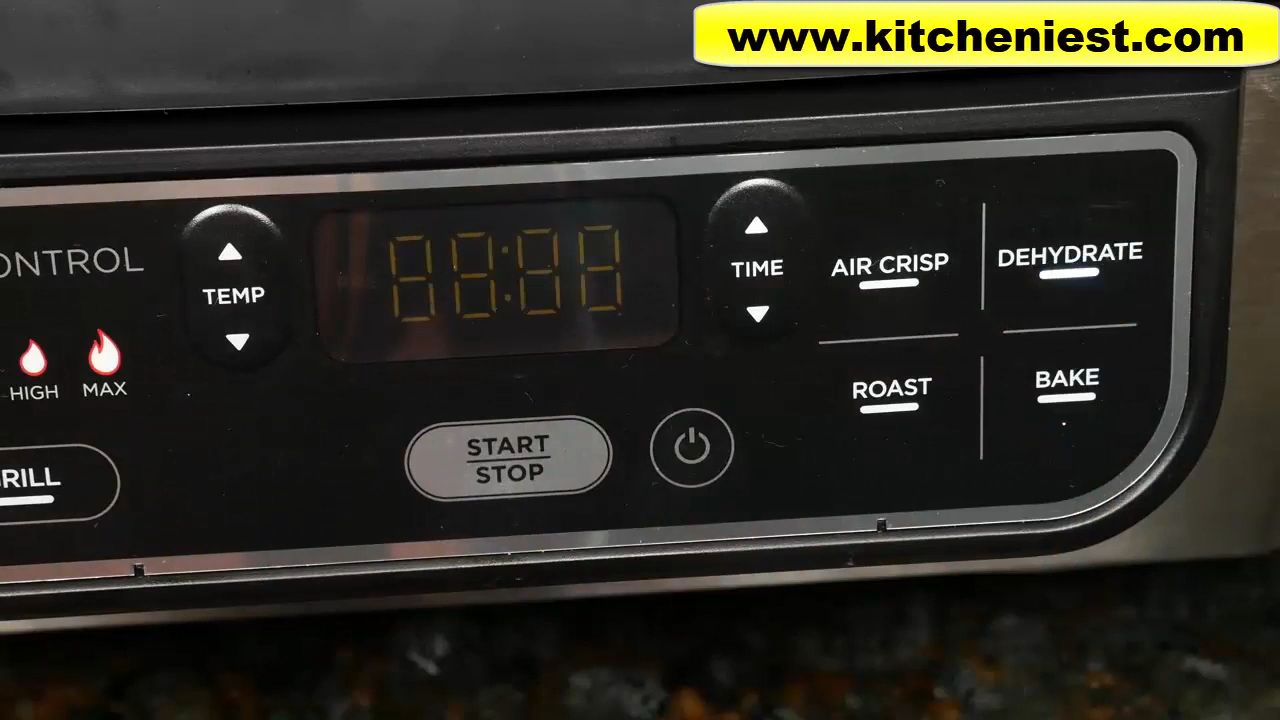 www.kitcheniest.com
ONTROL
TEMP
TIME
AIR CRISP
DEHYDRATE
HIGH
MAX
ROAST
BAKE
RILL
START
STOP